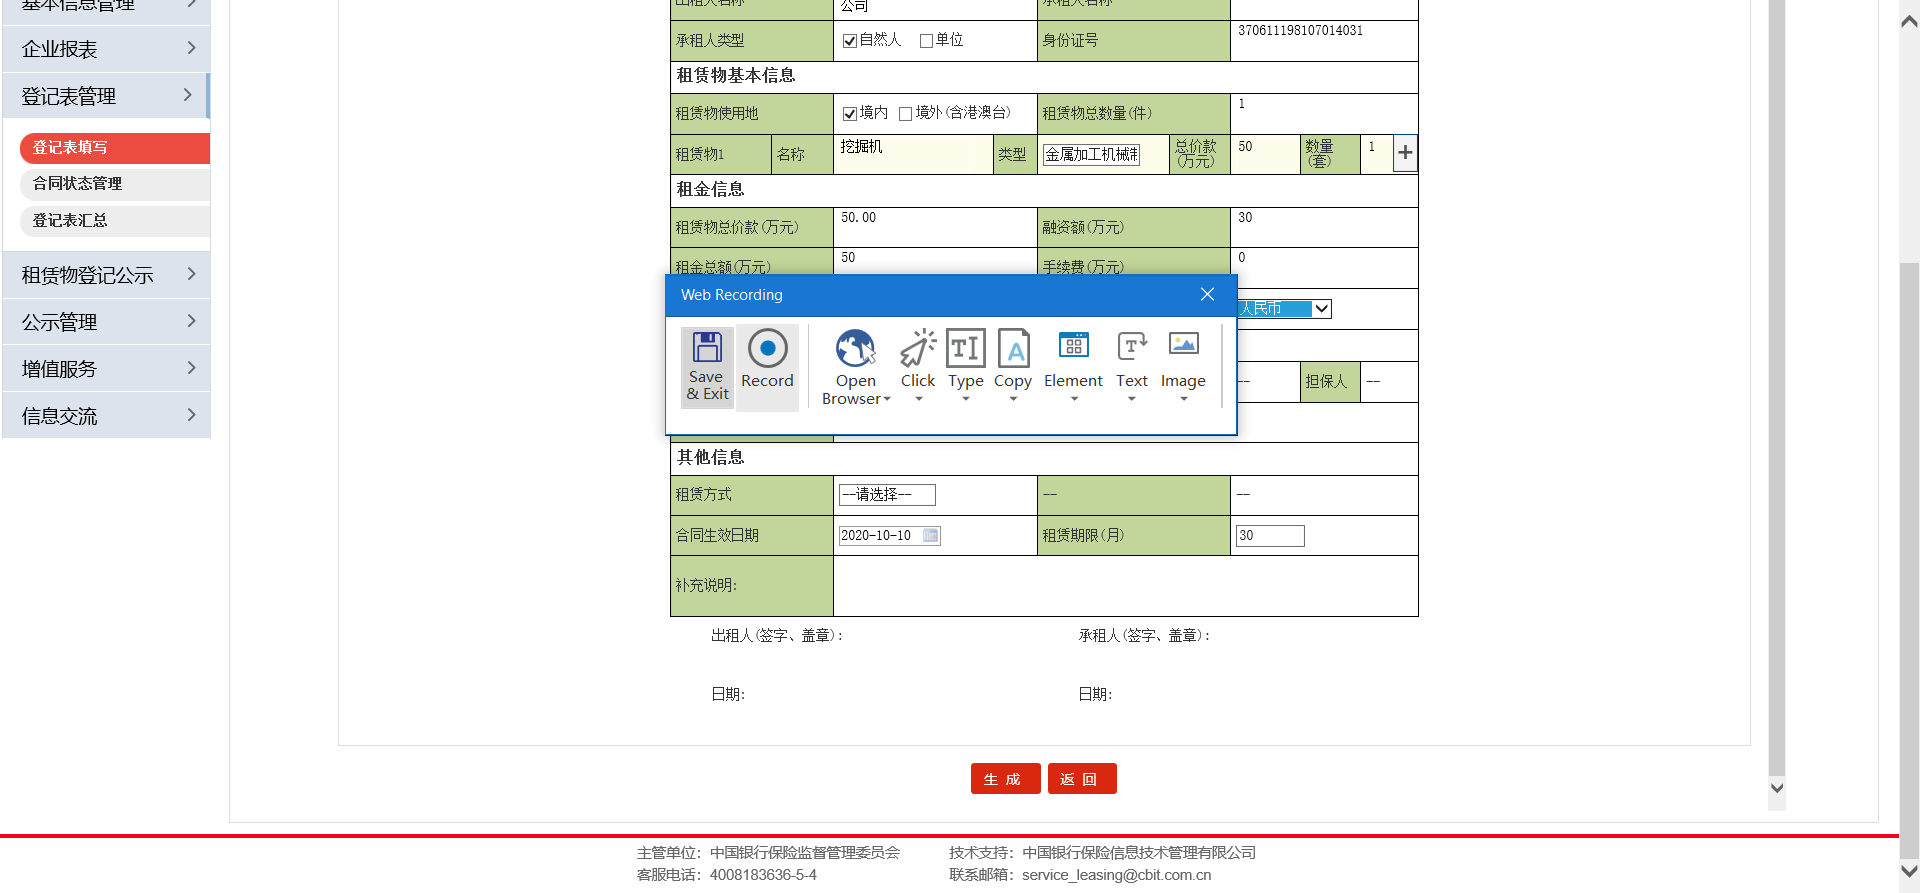 基本信息管理
企业报表
登记表管理
登记表填写
合同状态管理
登记表汇总
租赁物登记公示
公示管理
增值服务
信息交流
出租人名称 公司 承租人名称
承租人类型 自然人 单位 身份证号 370611198107014031
租赁物基本信息
租赁物使用地 境内 境外(含港澳台) 租赁物总数量(件) 1
租赁物1 名称 挖掘机 类型 金属加工机械制 总价款(万元) 50 数量(套) 1 +
租金信息
租赁物总价款(万元) 50.00 融资额(万元) 30
租金总额(万元) 50 手续费(万元) 0
人民币
-- 担保人 --
Web Recording
Save & Exit
Record
Open Browser
Click
Type
Copy
Element
Text
Image
其他信息
租赁方式 --请选择-- -- --
合同生效日期 2020-10-10 租赁期限(月) 30
补充说明:
出租人(签字、盖章): 承租人(签字、盖章):
日期: 日期:
生 成 返 回
主管单位：中国银行保险监督管理委员会 技术支持：中国银行保险信息技术管理有限公司
客服电话：4008183636-5-4 联系邮箱：service_leasing@cbit.com.cn